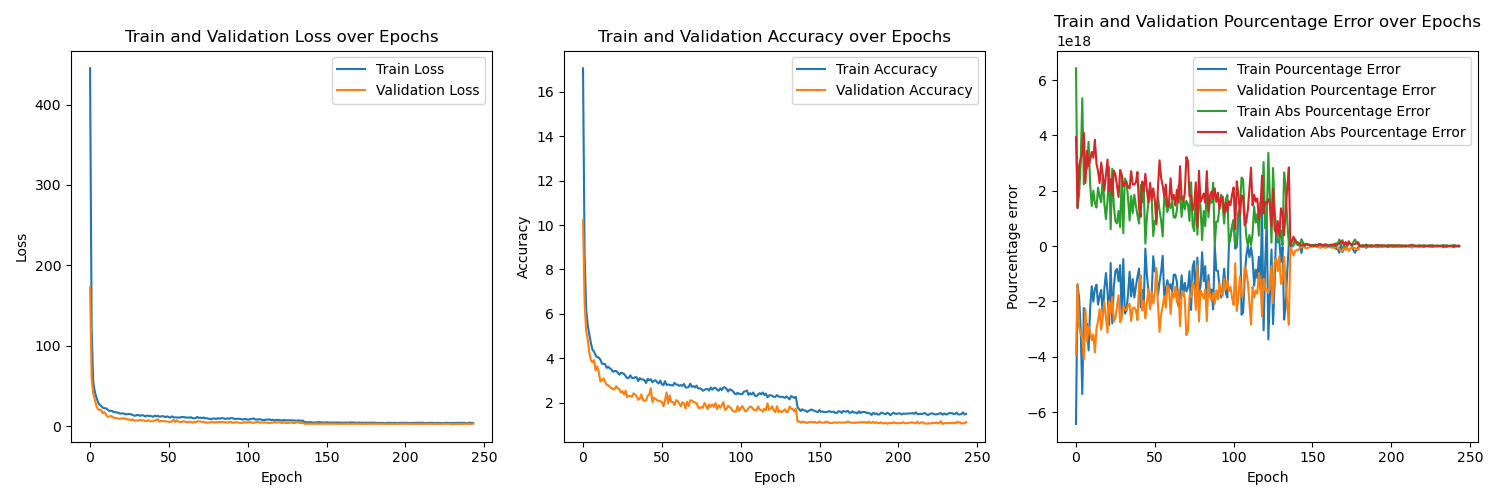 Train and Validation Loss over Epochs
Train Loss
Validation Loss
Loss
400
300
200
100
0
0 50 100 150 200 250
Epoch
Train and Validation Accuracy over Epochs
Train Accuracy
Validation Accuracy
Accuracy
16
14
12
10
8
6
4
2
0 50 100 150 200 250
Epoch
Train and Validation Pourcentage Error over Epochs
1e18
Train Pourcentage Error
Validation Pourcentage Error
Train Abs Pourcentage Error
Validation Abs Pourcentage Error
Pourcentage error
6
4
2
0
−2
−4
−6
0 50 100 150 200 250
Epoch